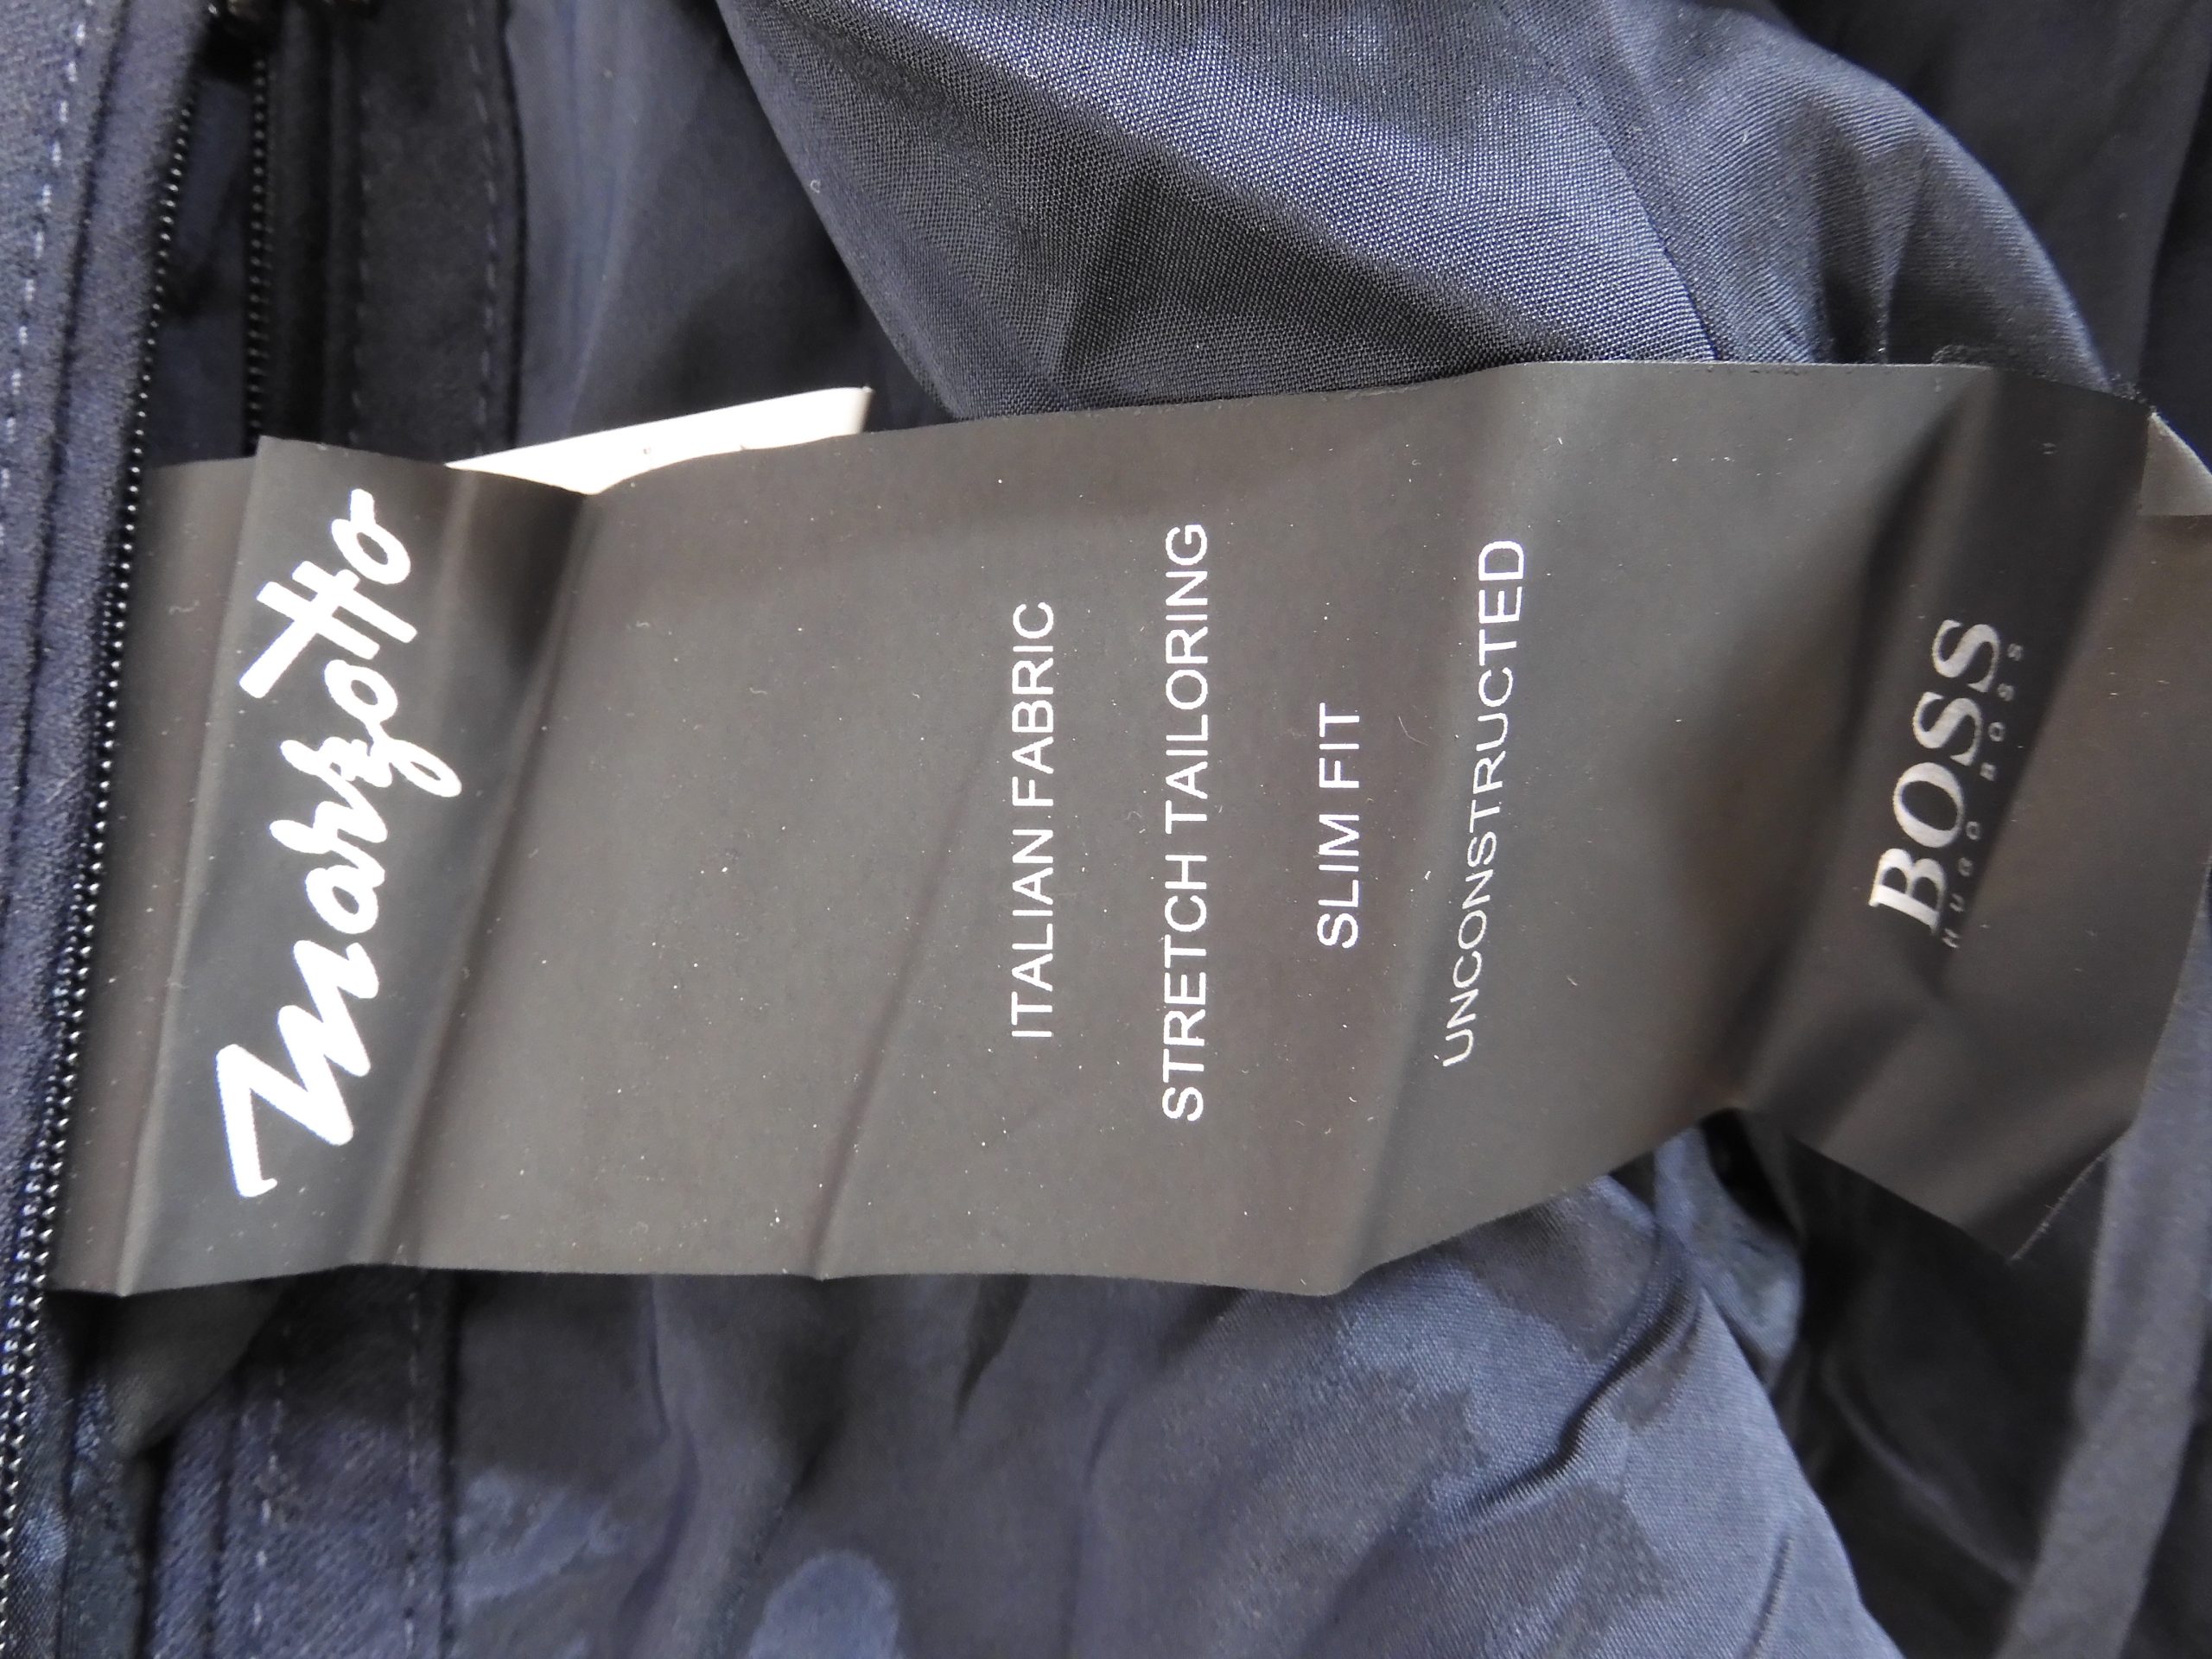 marzotto
ITALIAN FABRIC
STRETCH TAILORING
SLIM FIT
UNCONSTRUCTED
BOSS
HUGO BOSS